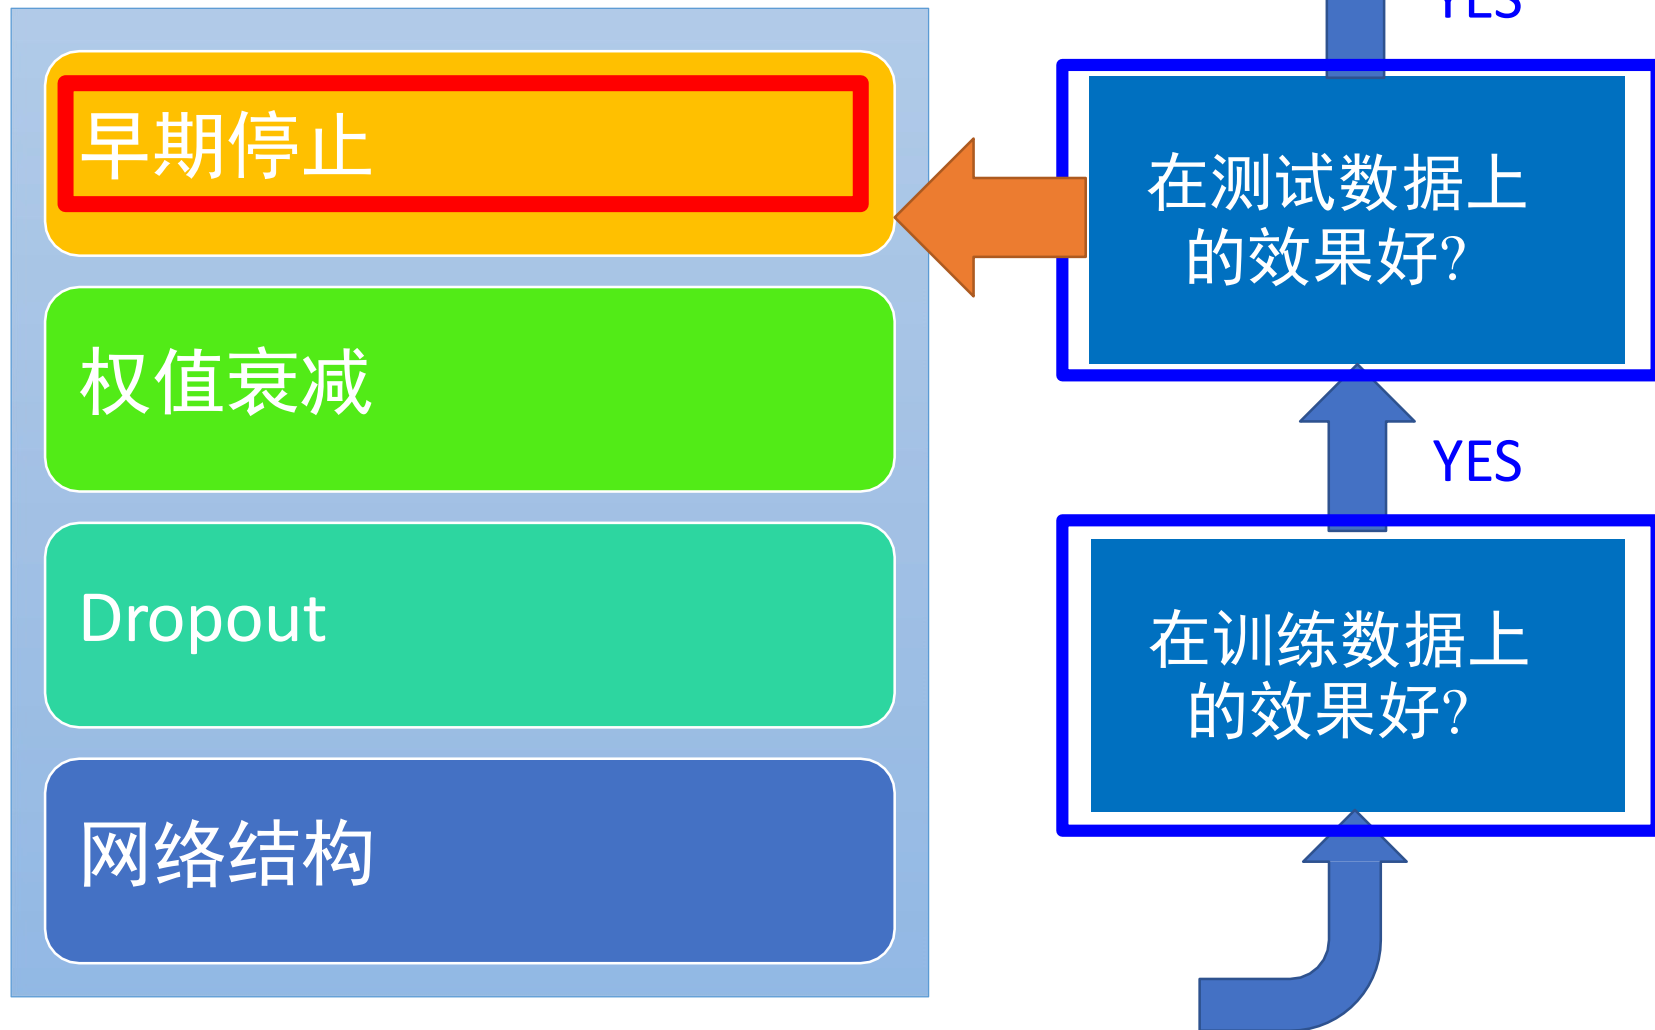 早期停止
权值衰减
Dropout
网络结构
YES
在测试数据上
的效果好?
YES
在训练数据上
的效果好?